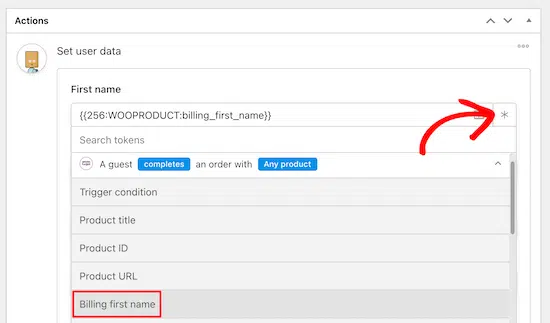 Actions
Set user data
First name
{{256:WOOPRODUCT:billing_first_name}}
Search tokens
A guest completes an order with Any product
Trigger condition
Product title
Product ID
Product URL
Billing first name